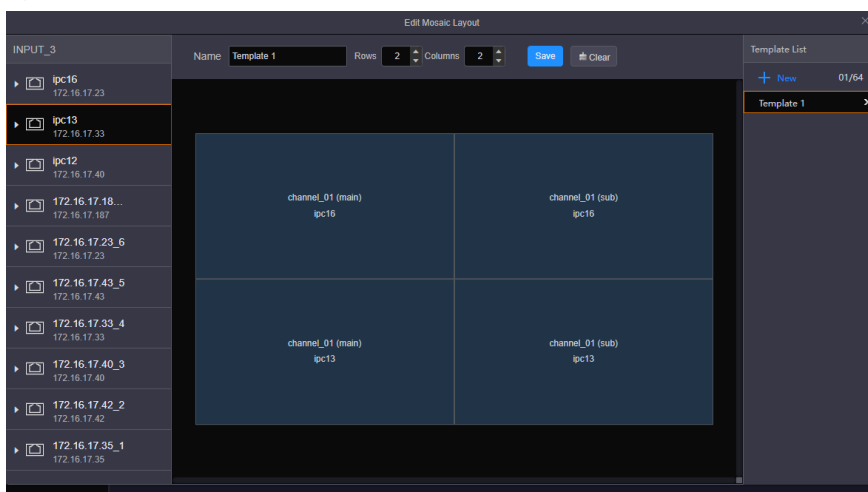 Edit Mosaic Layout
INPUT_3
Name Template 1 Rows 2 Columns 2 Save Clear
Template List
New 01/64
Template 1
ipc16
172.16.17.23
ipc13
172.16.17.33
ipc12
172.16.17.40
172.16.17.18...
172.16.17.187
172.16.17.23_6
172.16.17.23
172.16.17.43_5
172.16.17.43
172.16.17.33_4
172.16.17.33
172.16.17.40_3
172.16.17.40
172.16.17.42_2
172.16.17.42
172.16.17.35_1
172.16.17.35
channel_01 (main)
ipc16
channel_01 (sub)
ipc16
channel_01 (main)
ipc13
channel_01 (sub)
ipc13